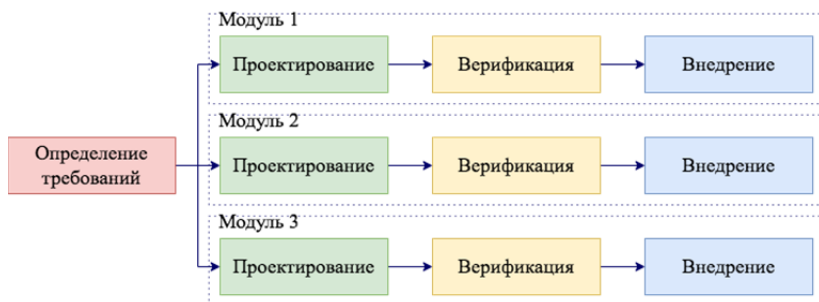 Модуль 1
Проектирование
Верификация
Внедрение
Модуль 2
Определение
требований
Проектирование
Верификация
Внедрение
Модуль 3
Проектирование
Верификация
Внедрение